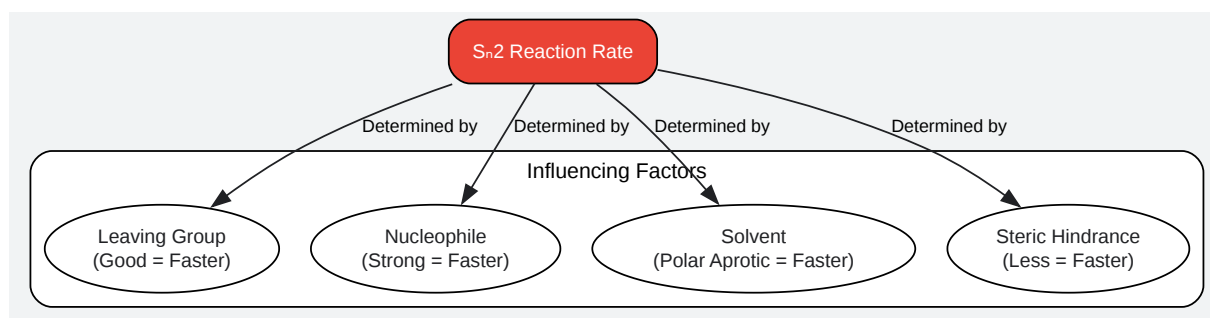 Sₙ2 Reaction Rate
Determined by
Determined by
Determined by
Determined by
Influencing Factors
Leaving Group
(Good = Faster)
Nucleophile
(Strong = Faster)
Solvent
(Polar Aprotic = Faster)
Steric Hindrance
(Less = Faster)